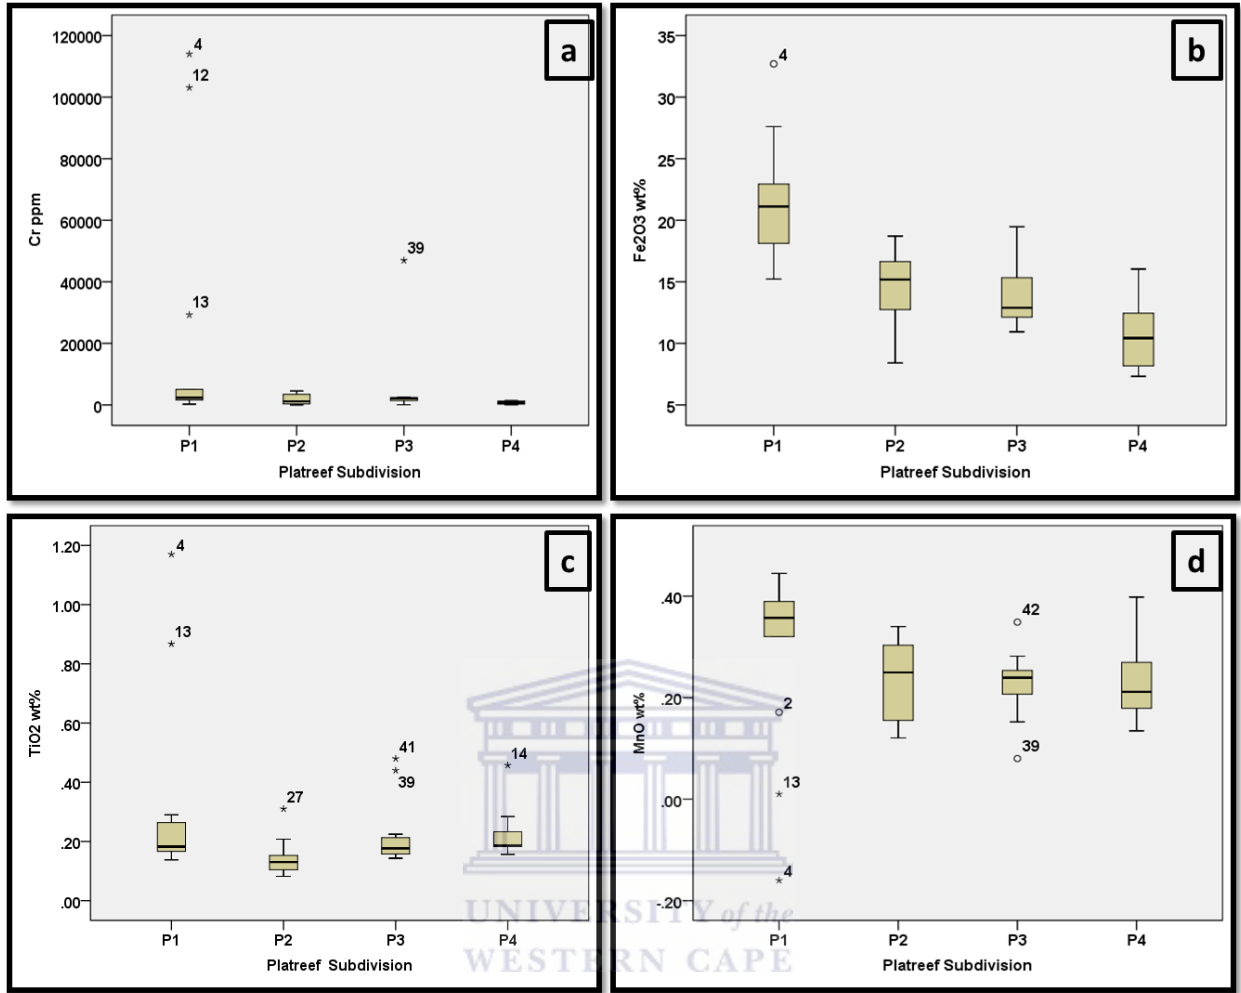 a
120000
100000
80000
60000
40000
20000
0
Cr ppm
4
12
13
39
P1 P2 P3 P4
Platreef Subdivision
b
35
30
25
20
15
10
5
Fe2O3 wt%
4
P1 P2 P3 P4
Platreef Subdivision
c
1.20
1.00
.80
.60
.40
.20
.00
TiO2 wt%
4
13
27
41
39
14
P1 P2 P3 P4
Platreef Subdivision
d
.40
.20
.00
-.20
MnO wt%
2
13
4
42
39
P1 P2 P3 P4
Platreef Subdivision
UNIVERSITY of the
WESTERN CAPE